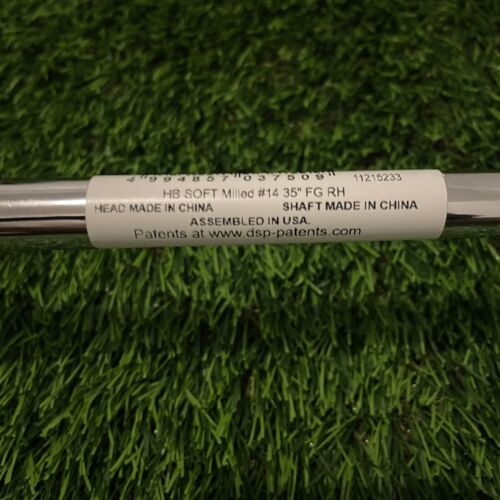 4"994857"037509" 11215233
HB SOFT Milled #14 35" FG RH
HEAD MADE IN CHINA SHAFT MADE IN CHINA
ASSEMBLED IN USA.
Patents at www.dsp-patents.com